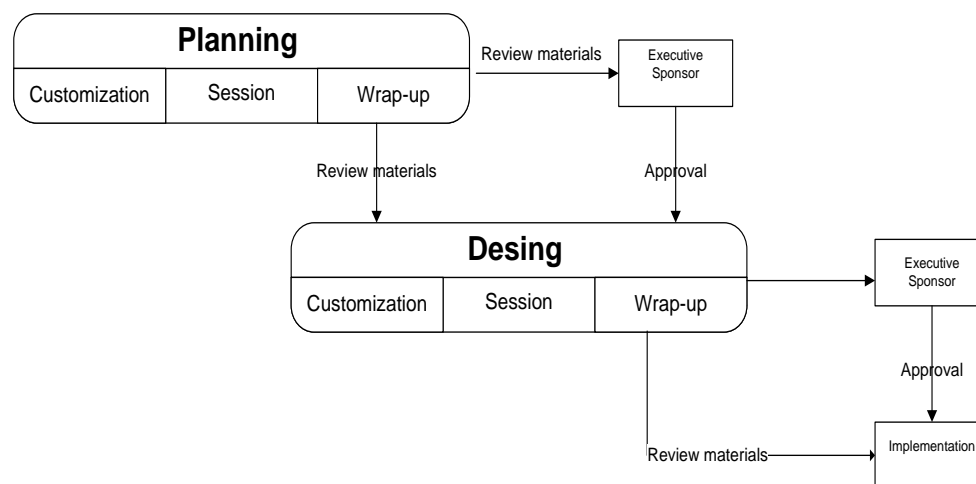 Planning
Customization
Session
Wrap-up
Review materials
Executive
Sponsor
Review materials
Approval
Desing
Customization
Session
Wrap-up
Executive
Sponsor
Approval
Review materials
Implementation